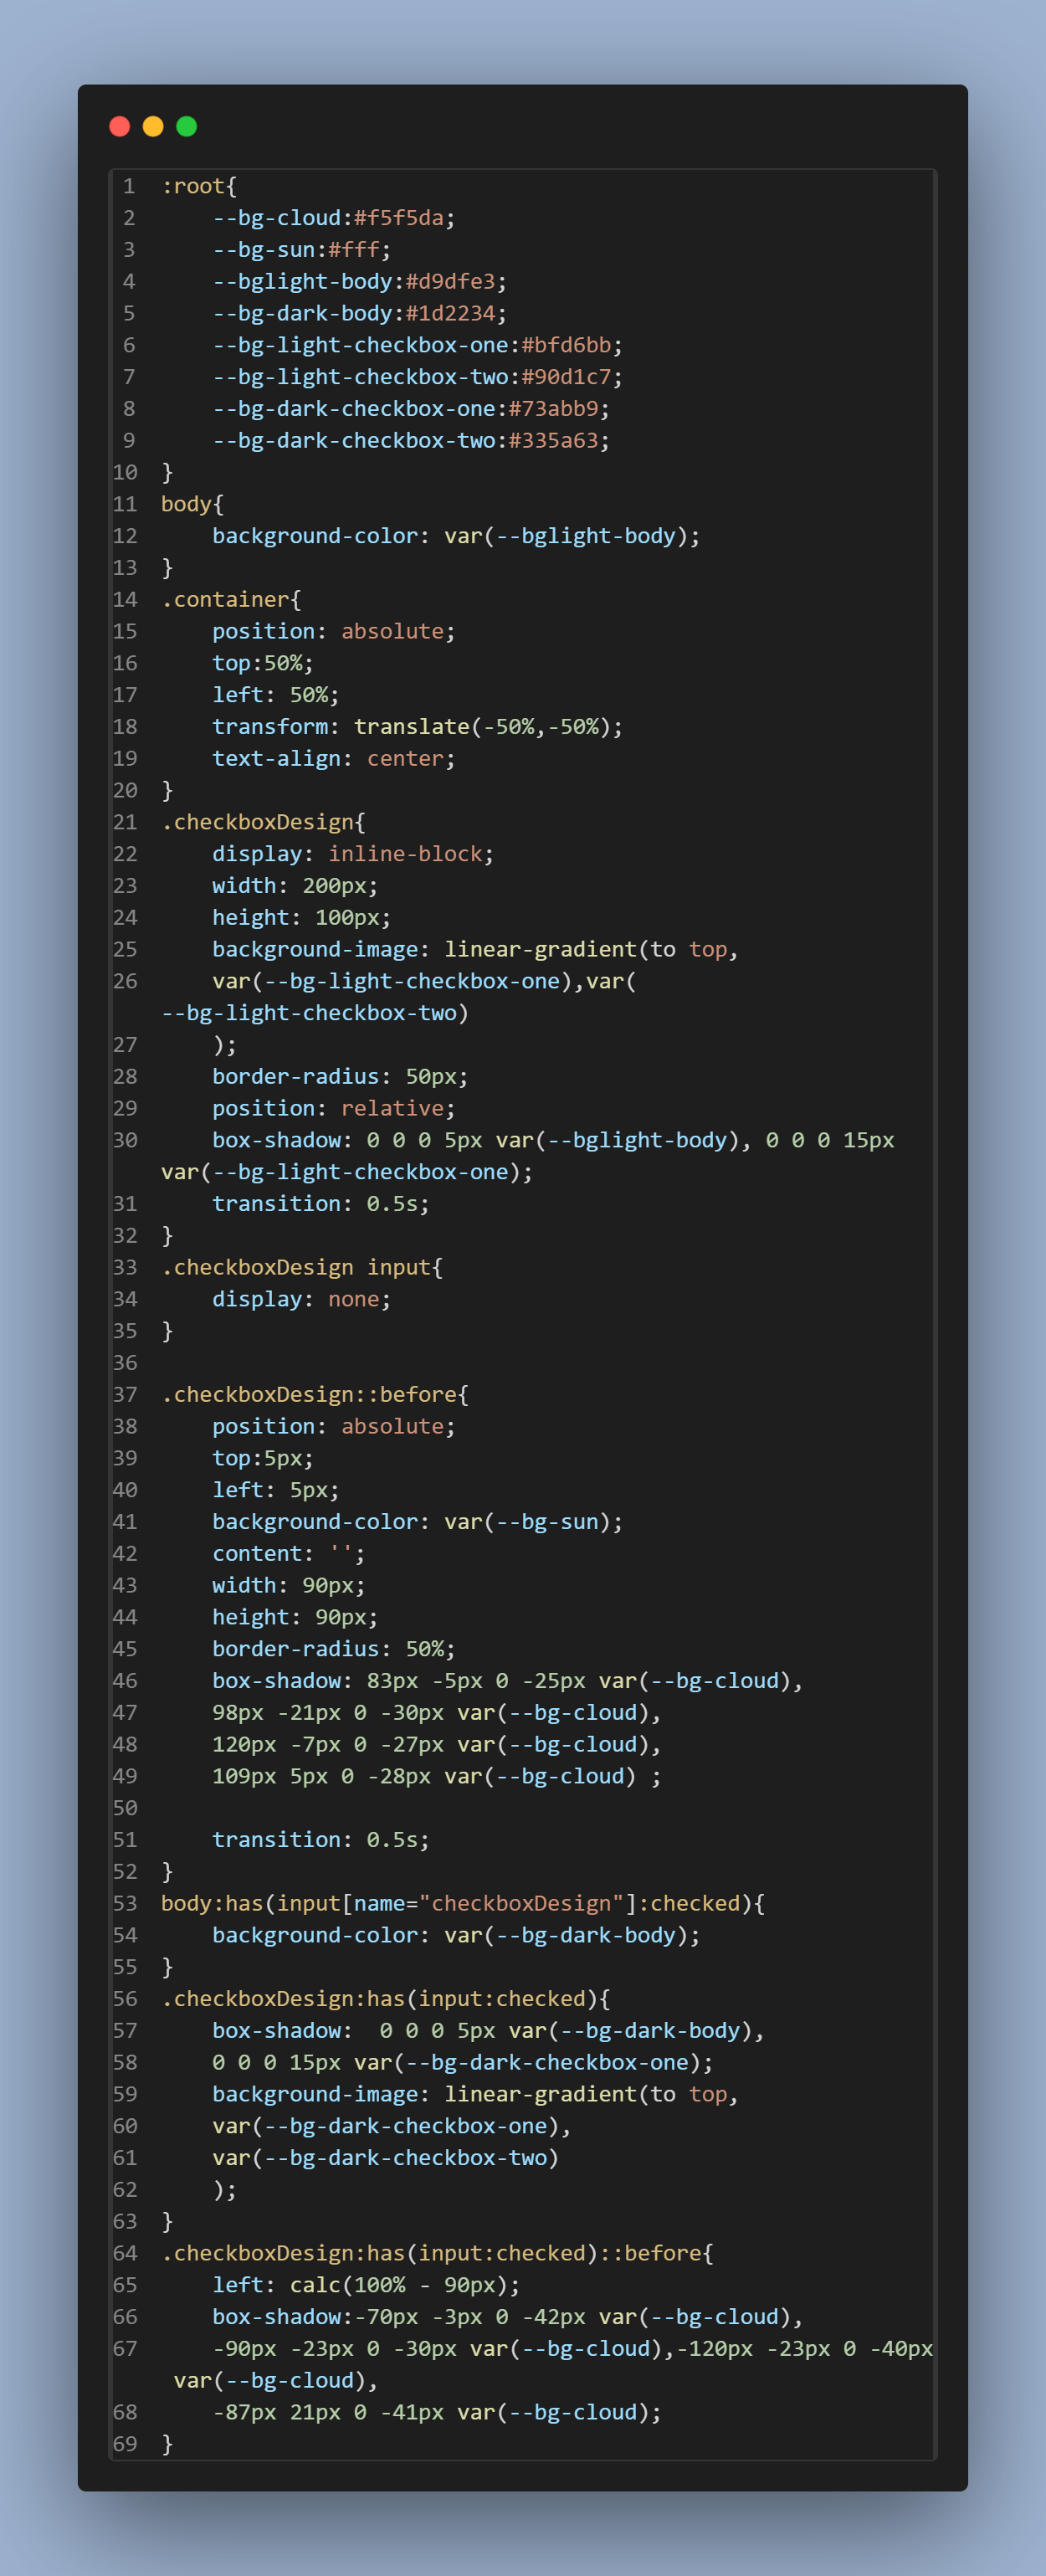 1 :root{
2     --bg-cloud:#f5f5da;
3     --bg-sun:#fff;
4     --bglight-body:#d9dfe3;
5     --bg-dark-body:#1d2234;
6     --bg-light-checkbox-one:#bfd6bb;
7     --bg-light-checkbox-two:#90d1c7;
8     --bg-dark-checkbox-one:#73abb9;
9     --bg-dark-checkbox-two:#335a63;
10 }
11 body{
12     background-color: var(--bglight-body);
13 }
14 .container{
15     position: absolute;
16     top:50%;
17     left: 50%;
18     transform: translate(-50%,-50%);
19     text-align: center;
20 }
21 .checkboxDesign{
22     display: inline-block;
23     width: 200px;
24     height: 100px;
25     background-image: linear-gradient(to top,
26     var(--bg-light-checkbox-one),var(
--bg-light-checkbox-two)
27     );
28     border-radius: 50px;
29     position: relative;
30     box-shadow: 0 0 0 5px var(--bglight-body), 0 0 0 15px
var(--bg-light-checkbox-one);
31     transition: 0.5s;
32 }
33 .checkboxDesign input{
34     display: none;
35 }
36
37 .checkboxDesign::before{
38     position: absolute;
39     top:5px;
40     left: 5px;
41     background-color: var(--bg-sun);
42     content: '';
43     width: 90px;
44     height: 90px;
45     border-radius: 50%;
46     box-shadow: 83px -5px 0 -25px var(--bg-cloud),
47     98px -21px 0 -30px var(--bg-cloud),
48     120px -7px 0 -27px var(--bg-cloud),
49     109px 5px 0 -28px var(--bg-cloud) ;
50
51     transition: 0.5s;
52 }
53 body:has(input[name="checkboxDesign"]:checked){
54     background-color: var(--bg-dark-body);
55 }
56 .checkboxDesign:has(input:checked){
57     box-shadow:  0 0 0 5px var(--bg-dark-body),
58     0 0 0 15px var(--bg-dark-checkbox-one);
59     background-image: linear-gradient(to top,
60     var(--bg-dark-checkbox-one),
61     var(--bg-dark-checkbox-two)
62     );
63 }
64 .checkboxDesign:has(input:checked)::before{
65     left: calc(100% - 90px);
66     box-shadow:-70px -3px 0 -42px var(--bg-cloud),
67     -90px -23px 0 -30px var(--bg-cloud),-120px -23px 0 -40px
var(--bg-cloud),
68     -87px 21px 0 -41px var(--bg-cloud);
69 }